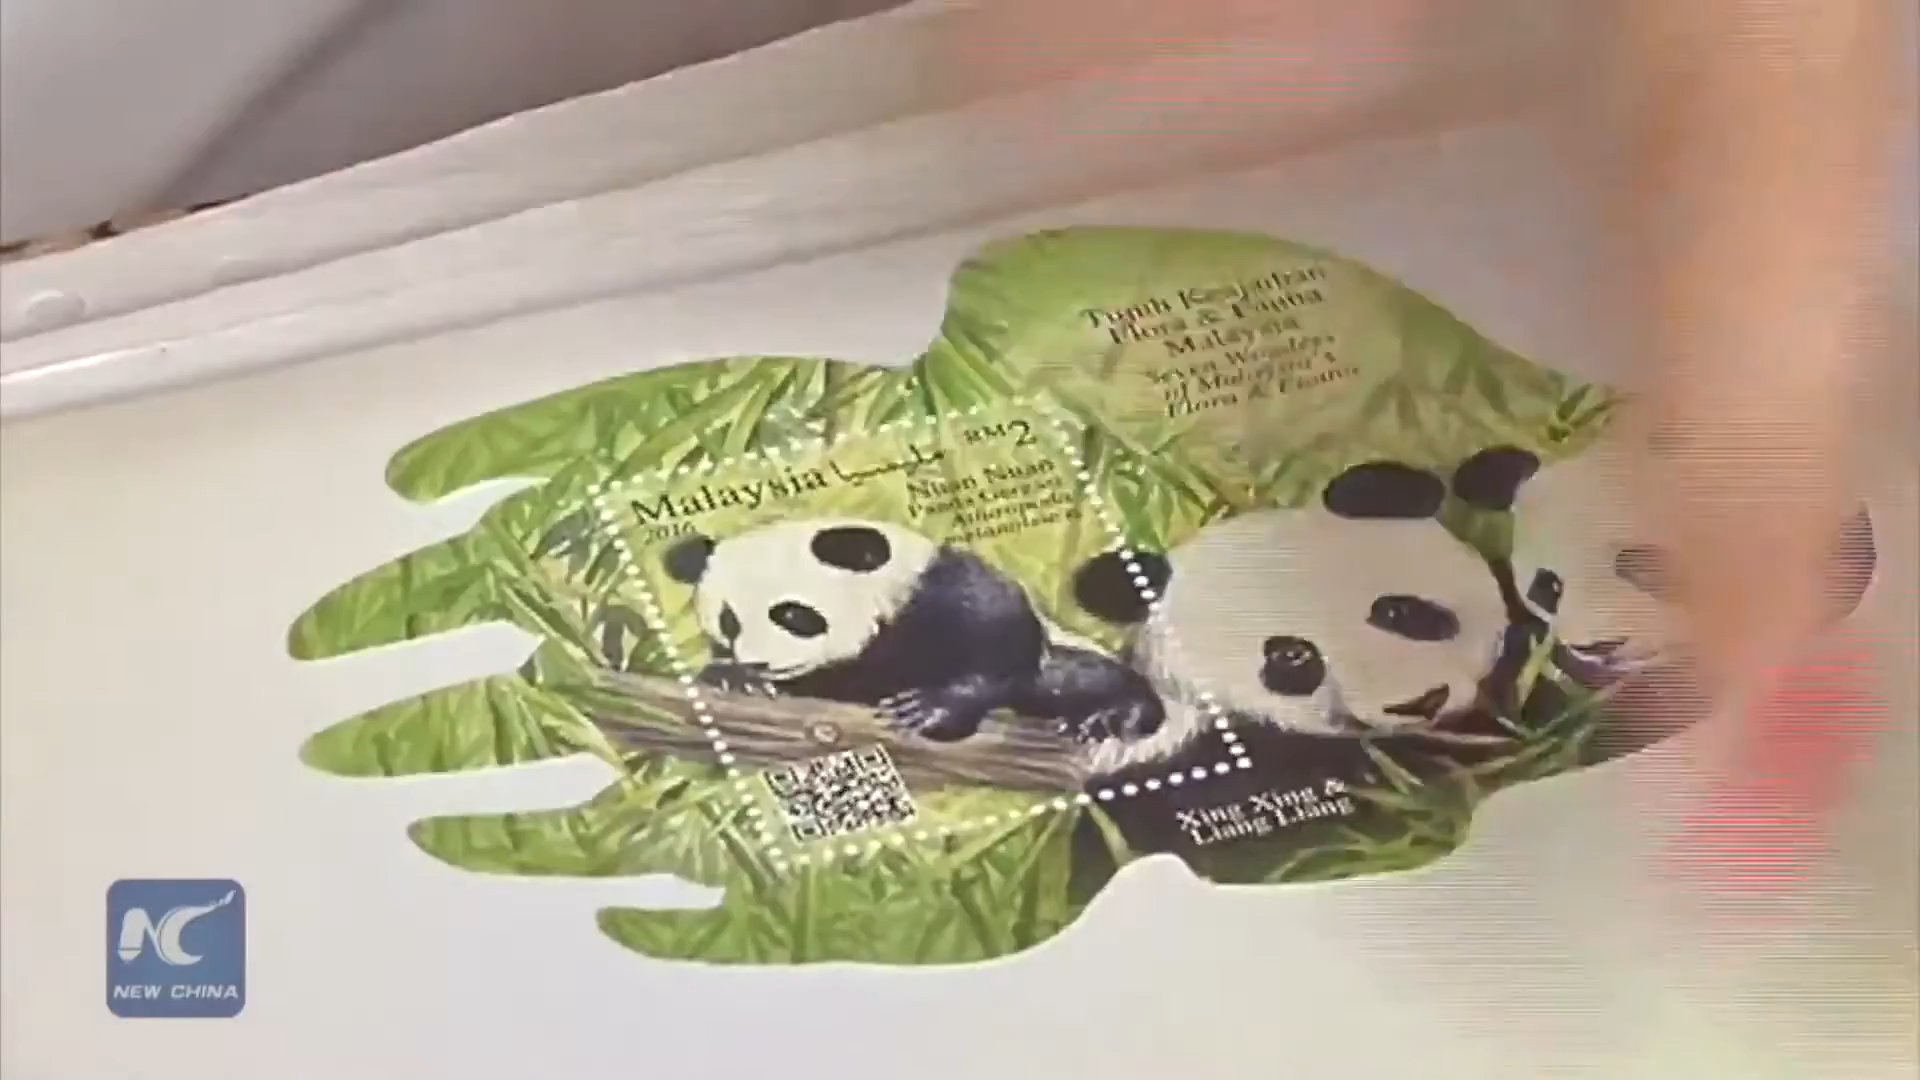 Tujuh Keajaiban
Flora & Fauna
Malaysia
Seven Wonders
of Malaysia's
Flora & Fauna
Malaysia مليسيا RM2
2016
Nuan Nuan
Panda Gergasi
Ailuropoda
melanoleuca
Xing Xing &
Liang Liang
NC
NEW CHINA